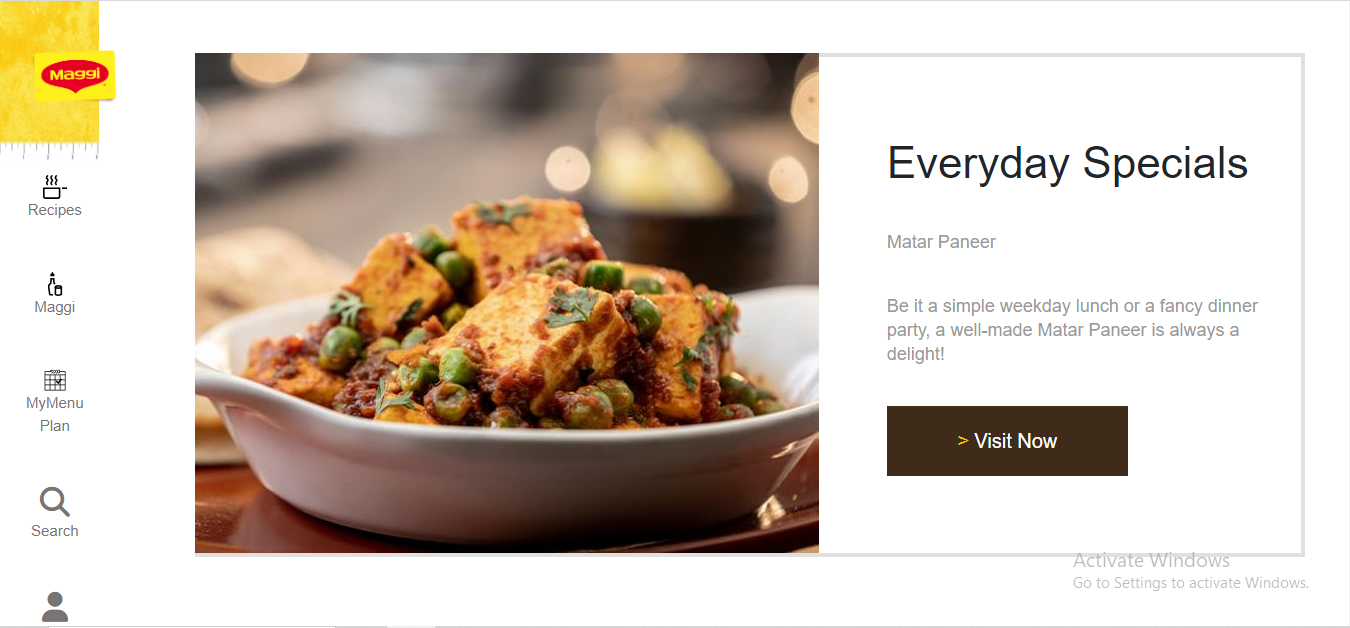 Maggi
Recipes
Maggi
MyMenu
Plan
Search
Everyday Specials
Matar Paneer
Be it a simple weekday lunch or a fancy dinner
party, a well-made Matar Paneer is always a
delight!
> Visit Now
Activate Windows
Go to Settings to activate Windows.